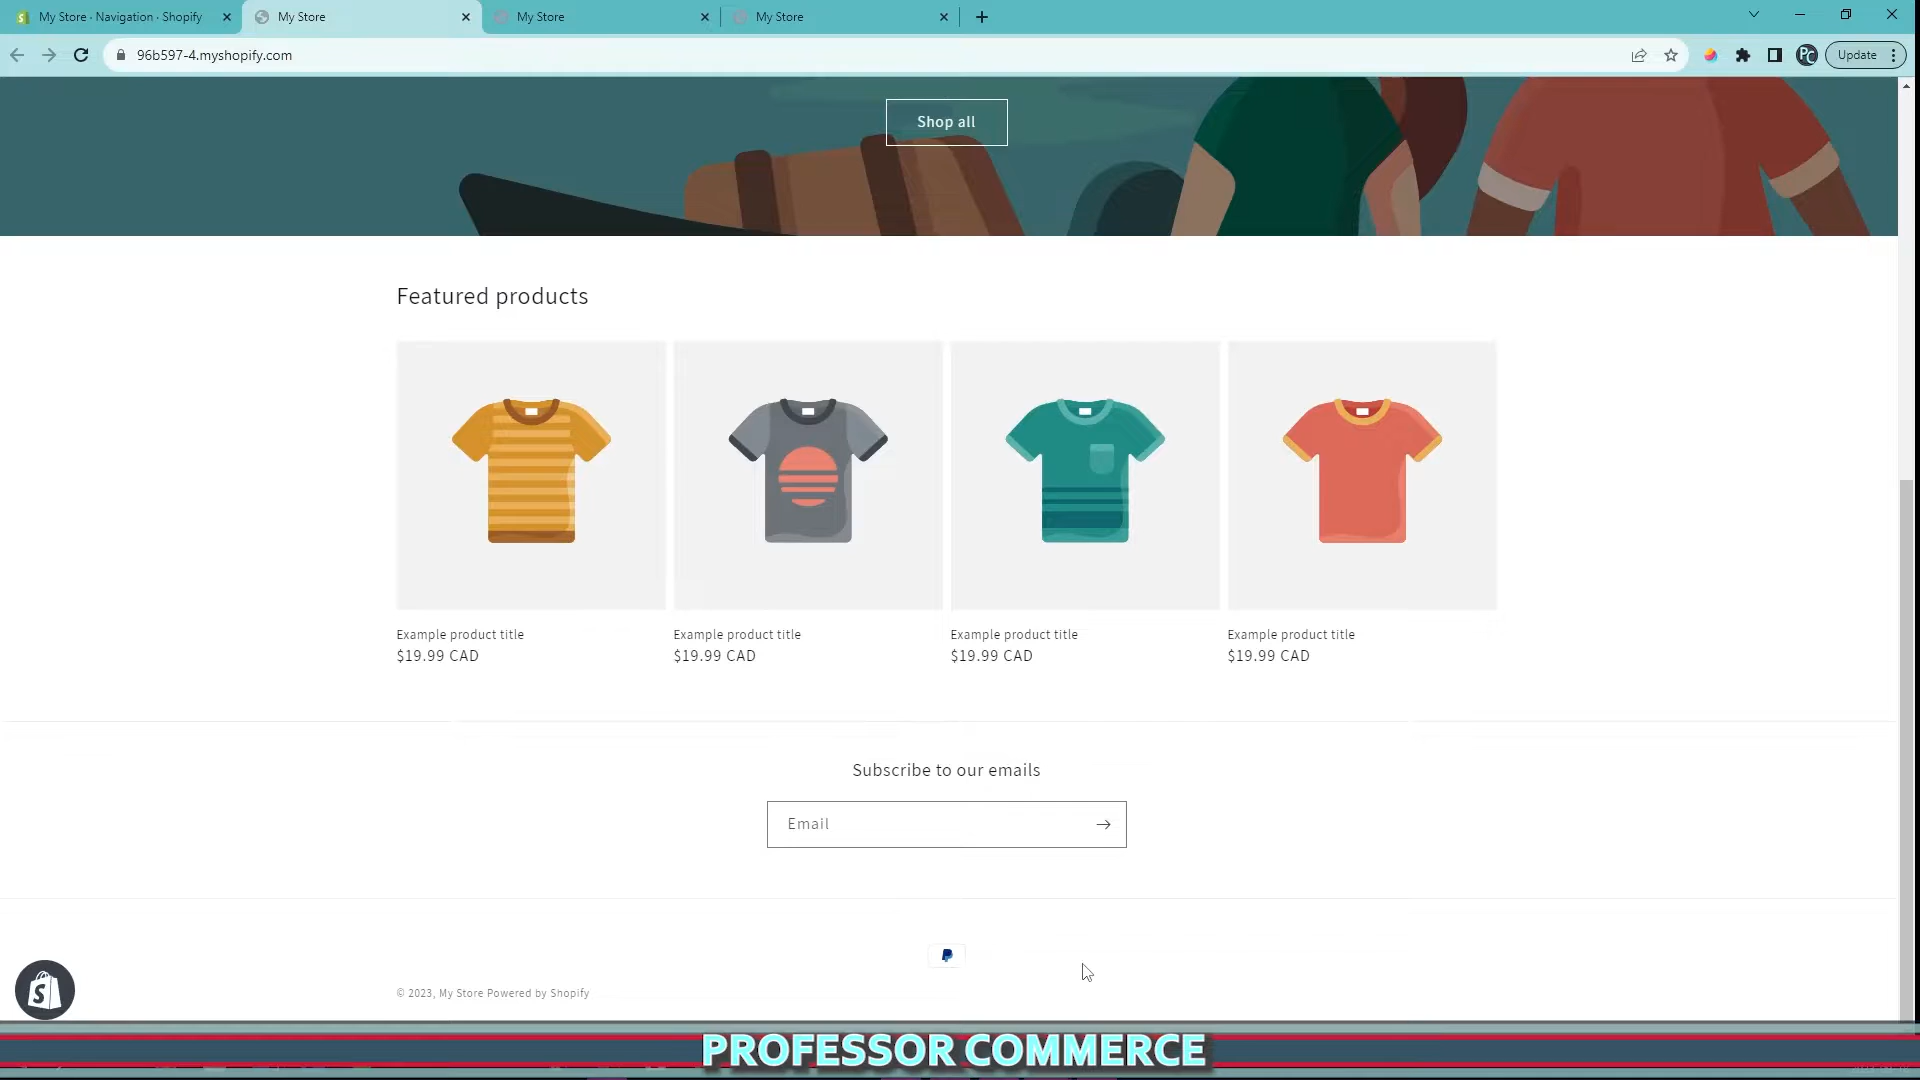 My Store · Navigation · Shopify
My Store
My Store
My Store
96b597-4.myshopify.com
Update
Shop all
Featured products
Example product title
$19.99 CAD
Example product title
$19.99 CAD
Example product title
$19.99 CAD
Example product title
$19.99 CAD
Subscribe to our emails
Email
© 2023, My Store Powered by Shopify
PROFESSOR COMMERCE